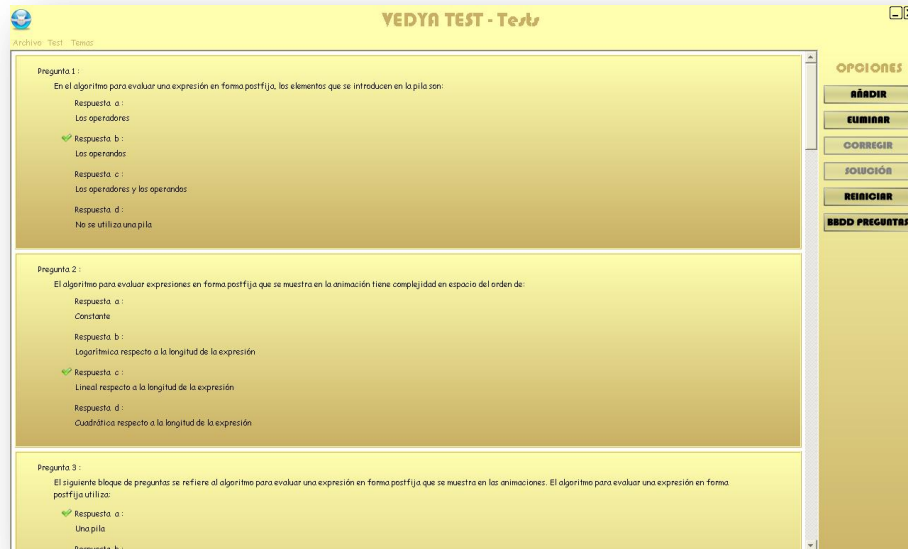 VEDYA TEST - Tests
Archivo Test Temas
Pregunta 1 :
En el algoritmo para evaluar una expresión en forma postfija, los elementos que se introducen en la pila son:
Respuesta a :
Los operadores
Respuesta b :
Los operandos
Respuesta c :
Los operadores y los operandos
Respuesta d :
No se utiliza una pila
Pregunta 2 :
El algoritmo para evaluar expresiones en forma postfija que se muestra en la animación tiene complejidad en espacio del orden de:
Respuesta a :
Constante
Respuesta b :
Logarítmica respecto a la longitud de la expresión
Respuesta c :
Lineal respecto a la longitud de la expresión
Respuesta d :
Cuadrática respecto a la longitud de la expresión
Pregunta 3 :
El siguiente bloque de preguntas se refiere al algoritmo para evaluar una expresión en forma postfija que se muestra en las animaciones. El algoritmo para evaluar una expresión en forma
postfija utiliza:
Respuesta a :
Una pila
Respuesta b :
OPCIONES
AÑADIR
ELIMINAR
CORREGIR
SOLUCIÓN
REINICIAR
BBDD PREGUNTAS